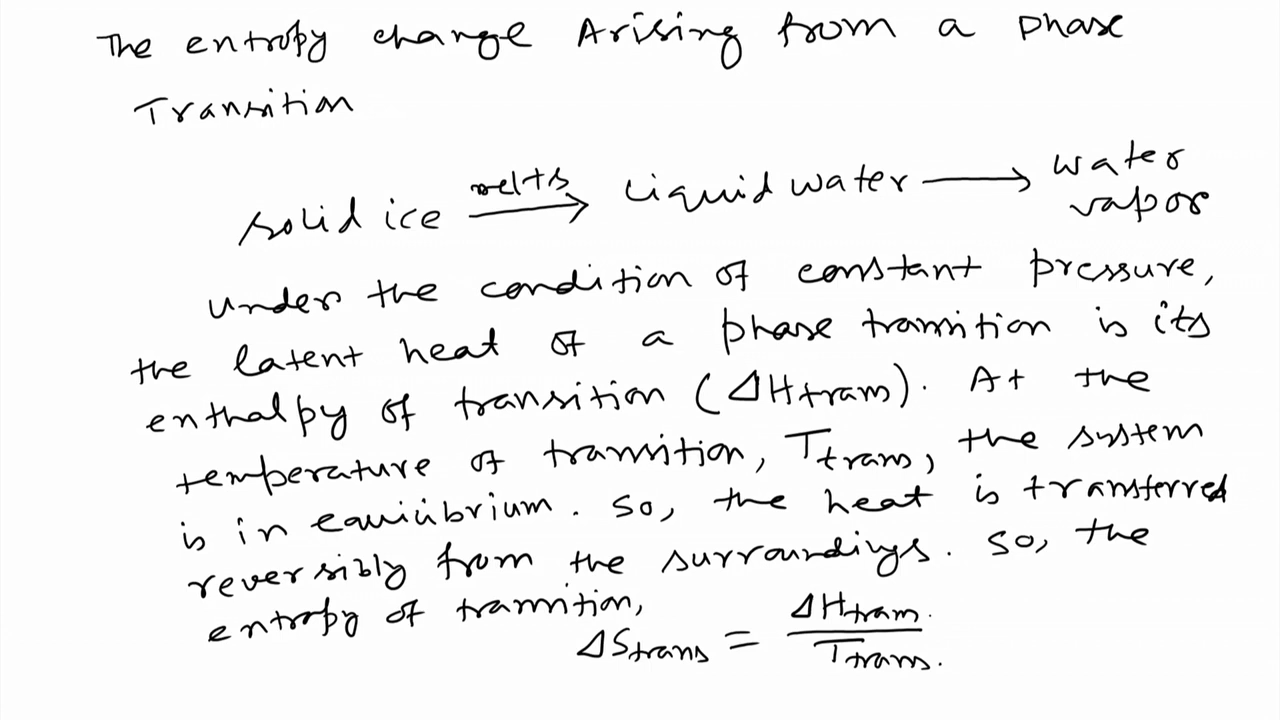 The entropy change Arising from a phase
Transition
solid ice melts→ Liquid water → water
vapor
Under the condition of constant pressure,
the latent heat of a phase transition is its
enthalpy of transition (ΔHtrans). At the
temperature of transition, Ttrans, the system
is in equilibrium. So, the heat is transferred
reversibly from the surroundings. So, the
entropy of transition,
ΔStrans = ΔHtrans. / Ttrans.